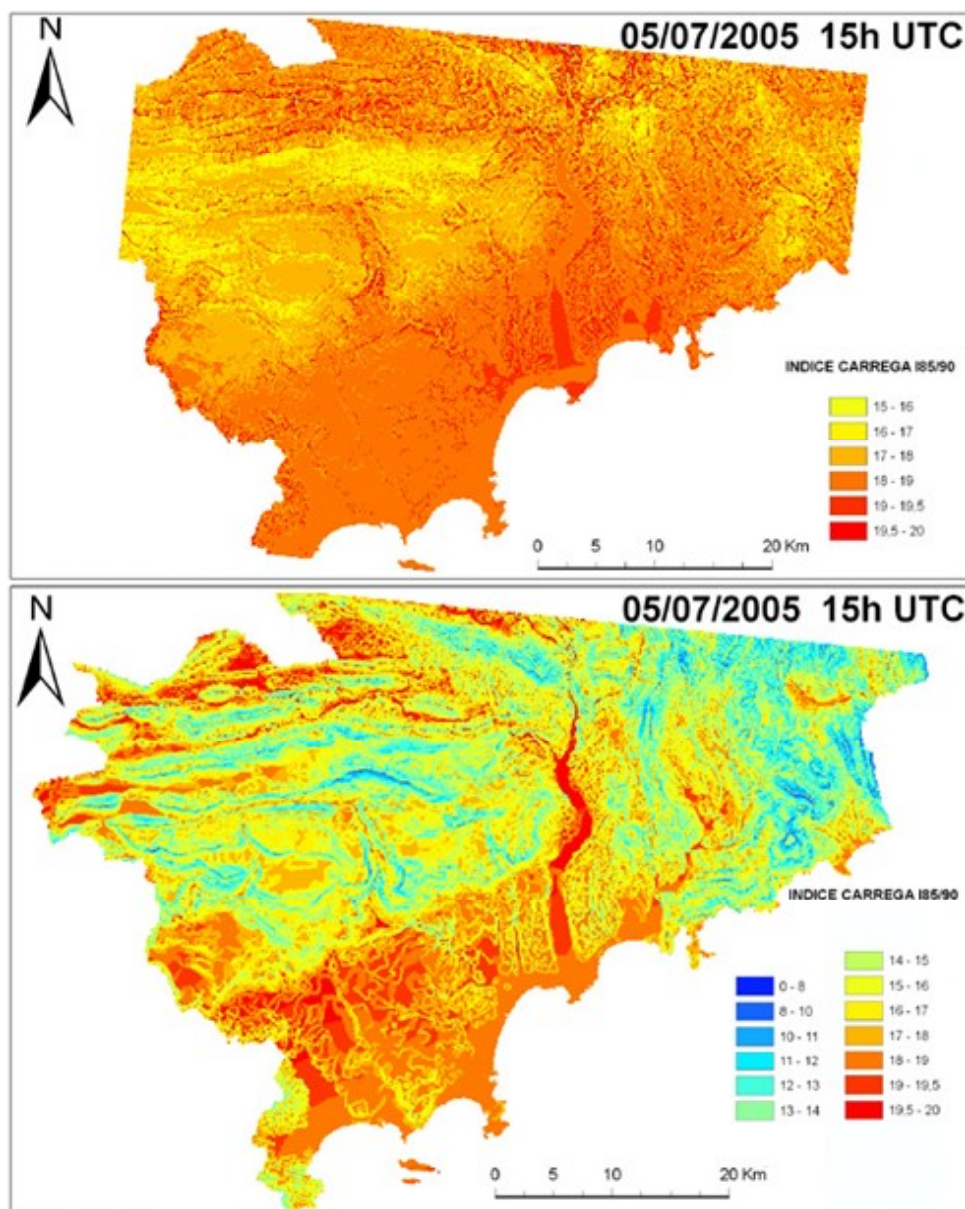 N
05/07/2005 15h UTC
INDICE CARREGA I85/90
15 - 16
16 - 17
17 - 18
18 - 19
19 - 19,5
19,5 - 20
0 5 10 20 Km
N
05/07/2005 15h UTC
INDICE CARREGA I85/90
0 - 8
8 - 10
10 - 11
11 - 12
12 - 13
13 - 14
14 - 15
15 - 16
16 - 17
17 - 18
18 - 19
19 - 19,5
19,5 - 20
0 5 10 20 Km